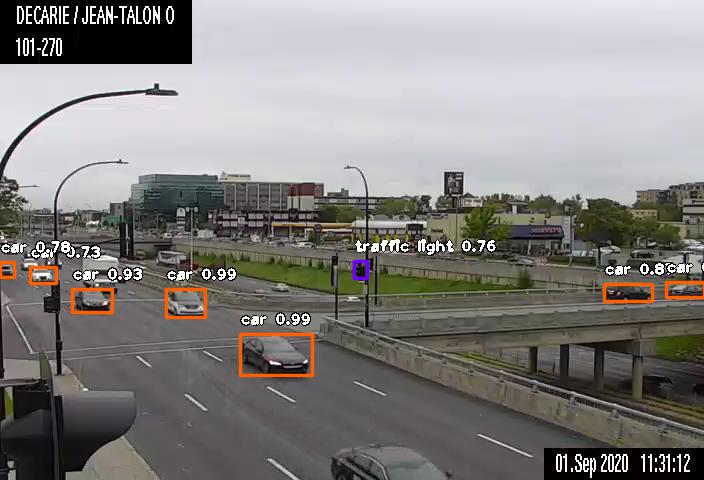 DECARIE / JEAN-TALON O
101-270
car 0.78
0.73
car 0.93
car 0.99
traffic light 0.76
car 0.8
car 0.99
01.Sep 2020 11:31:12